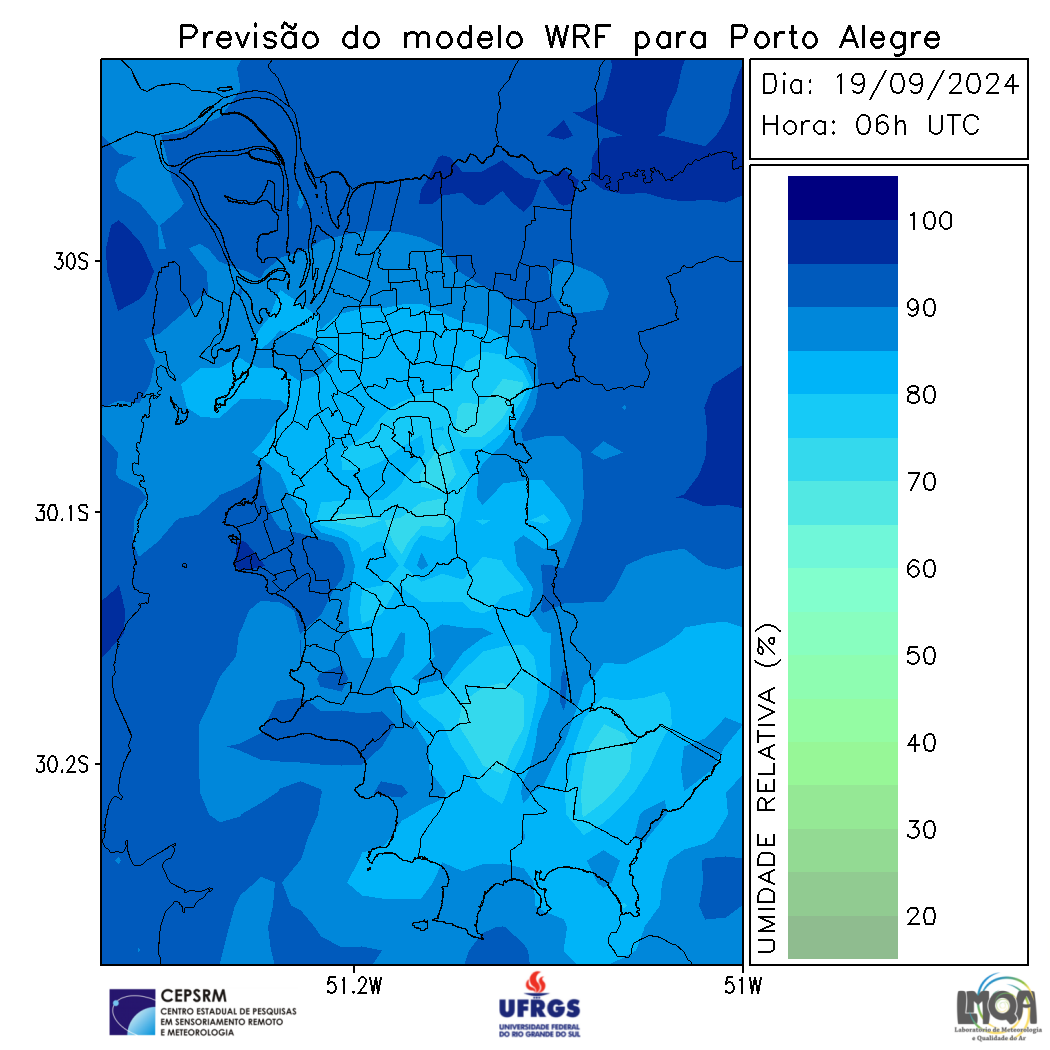 Previsão do modelo WRF para Porto Alegre
Dia: 19/09/2024
Hora: 06h UTC
100
90
80
70
60
50
40
30
20
UMIDADE RELATIVA (%)
30S
30.1S
30.2S
51.2W
51W
CEPSRM
CENTRO ESTADUAL DE PESQUISAS
EM SENSORIAMENTO REMOTO
E METEOROLOGIA
UFRGS
UNIVERSIDADE FEDERAL
DO RIO GRANDE DO SUL
LMQA
Laboratório de Meteorologia
e Qualidade do Ar